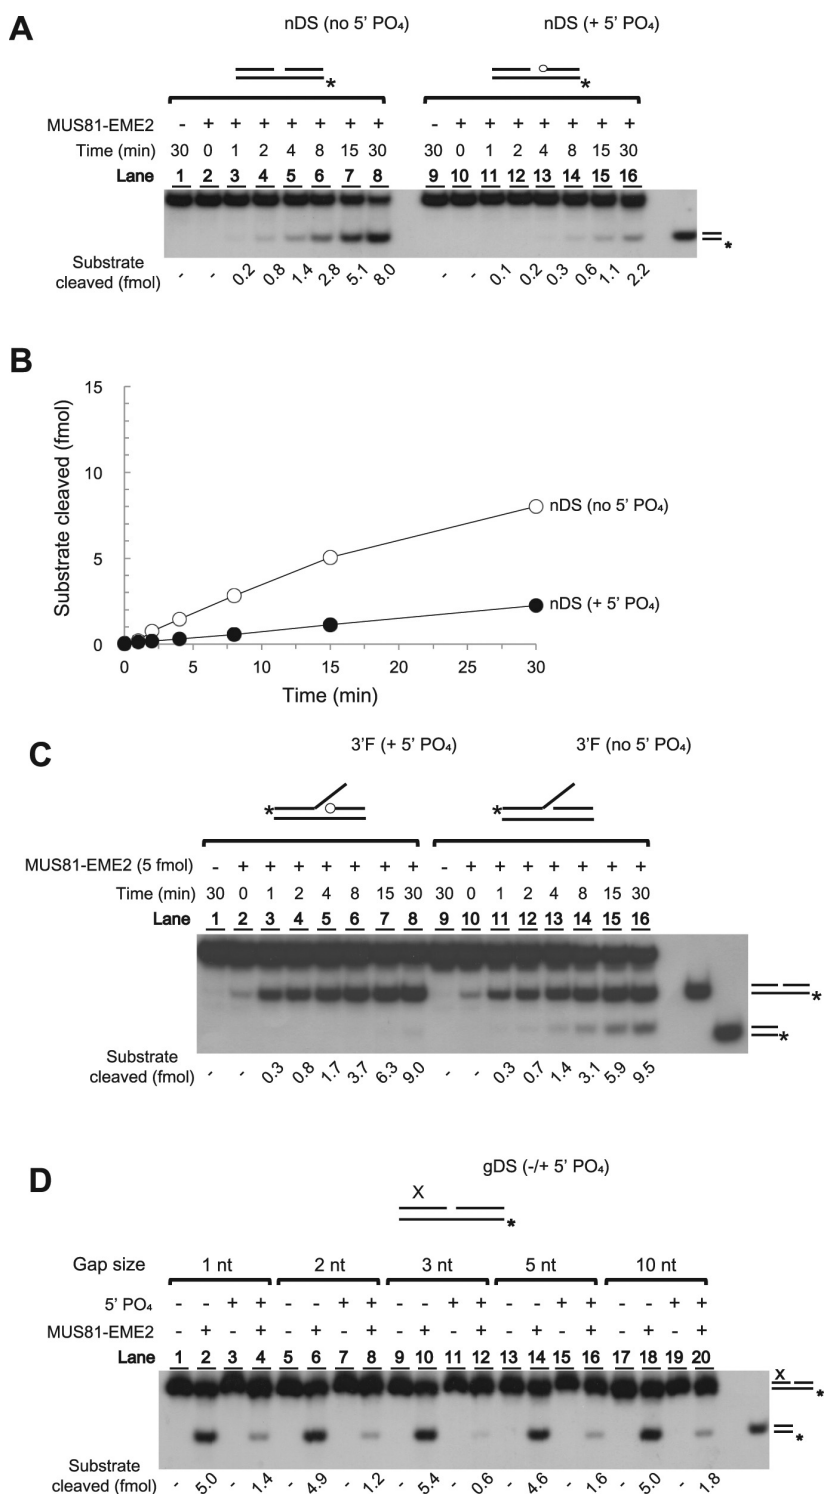 A
nDS (no 5’ PO₄) nDS (+ 5’ PO₄)
* *
MUS81-EME2 - + + + + + + + - + + + + + + +
Time (min) 30 0 1 2 4 8 15 30 30 0 1 2 4 8 15 30
Lane 1 2 3 4 5 6 7 8 9 10 11 12 13 14 15 16
*
Substrate cleaved (fmol) - - 0.2 0.8 1.4 2.8 5.1 8.0 - - 0.1 0.2 0.3 0.6 1.1 2.2
B
Substrate cleaved (fmol)
15
10
5
0
nDS (no 5’ PO₄)
nDS (+ 5’ PO₄)
0 5 10 15 20 25 30
Time (min)
C
3’F (+ 5’ PO₄) 3’F (no 5’ PO₄)
* *
MUS81-EME2 (5 fmol) - + + + + + + + - + + + + + + +
Time (min) 30 0 1 2 4 8 15 30 30 0 1 2 4 8 15 30
Lane 1 2 3 4 5 6 7 8 9 10 11 12 13 14 15 16
*
*
Substrate cleaved (fmol) - - 0.3 0.8 1.7 3.7 6.3 9.0 - - 0.3 0.7 1.4 3.1 5.9 9.5
D
gDS (-/+ 5’ PO₄)
X
*
Gap size 1 nt 2 nt 3 nt 5 nt 10 nt
5’ PO₄ - - + + - - + + - - + + - - + + - - + +
MUS81-EME2 - + - + - + - + - + - + - + - + - + - +
Lane 1 2 3 4 5 6 7 8 9 10 11 12 13 14 15 16 17 18 19 20
X
*
*
Substrate cleaved (fmol) - 5.0 - 1.4 - 4.9 - 1.2 - 5.4 - 0.6 - 4.6 - 1.6 - 5.0 - 1.8